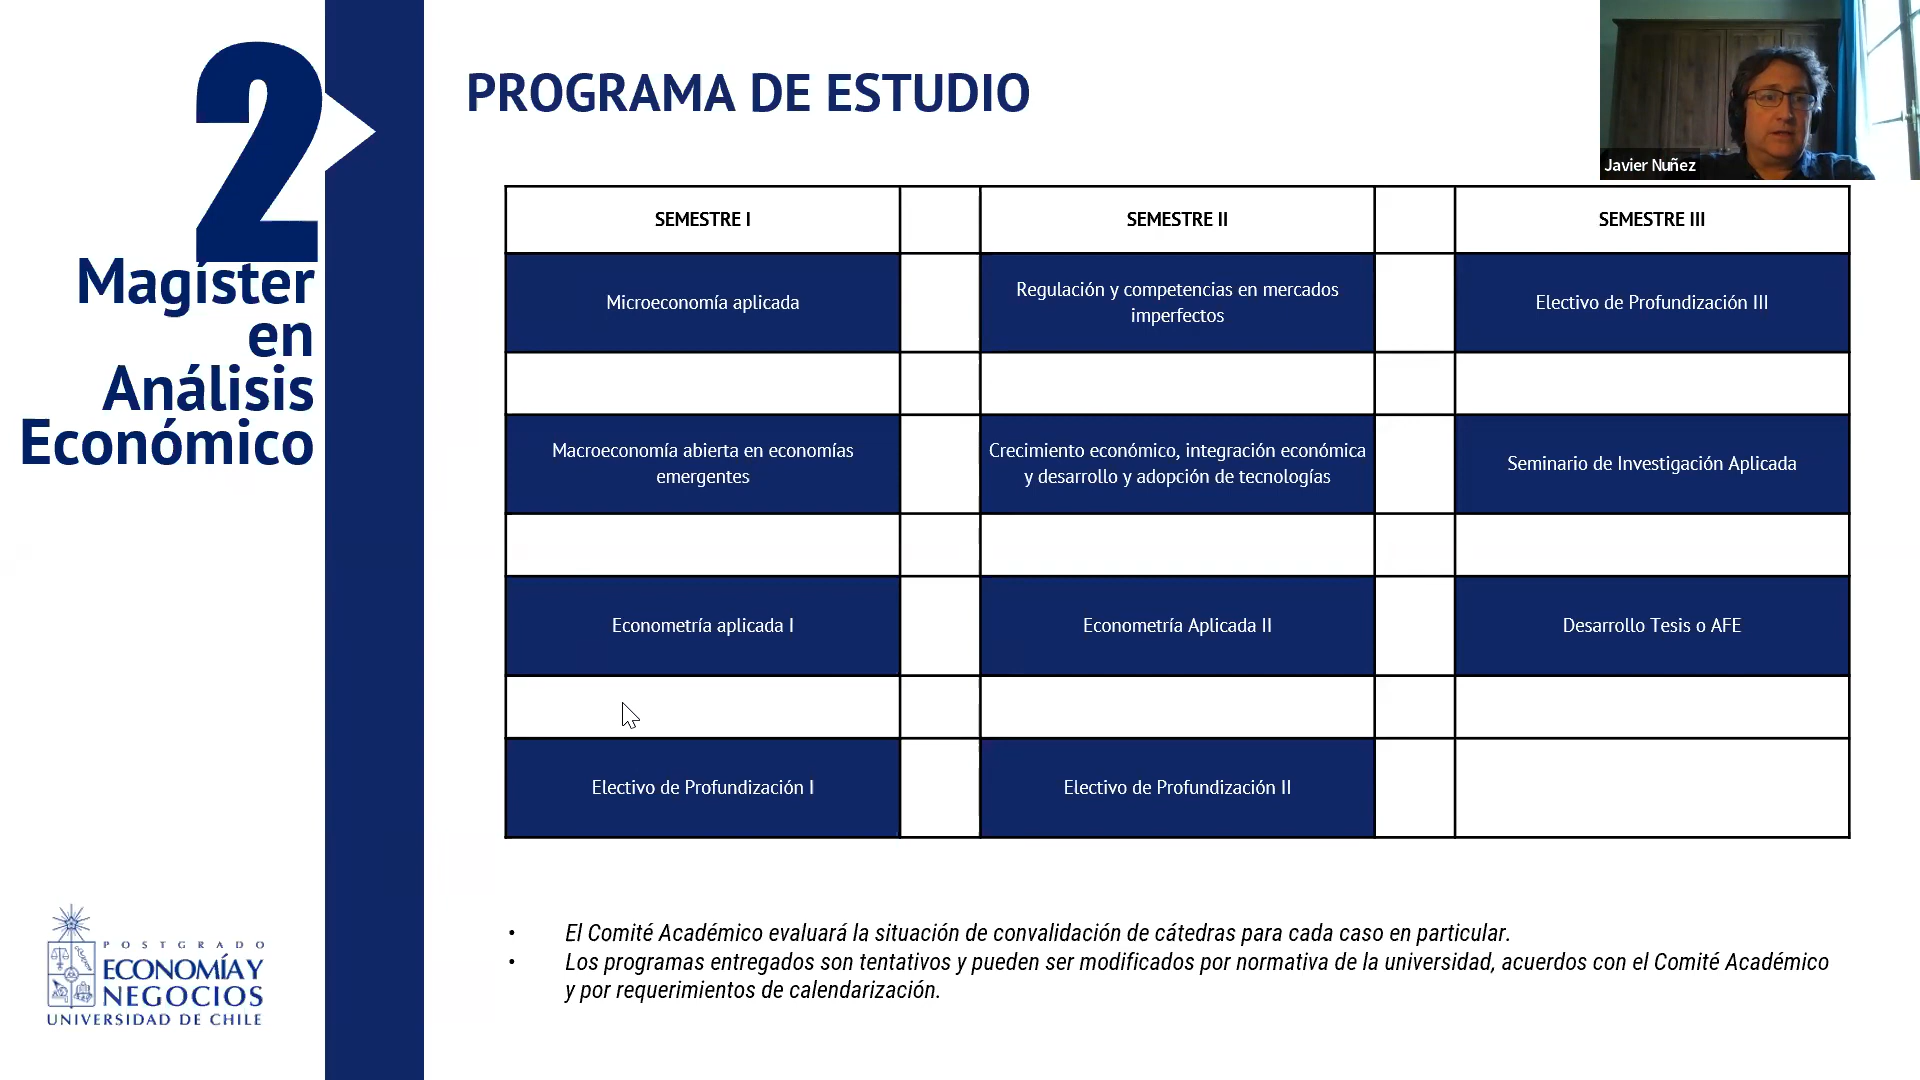 2
Magíster
en
Análisis
Económico
PROGRAMA DE ESTUDIO
Javier Nuñez
SEMESTRE I
SEMESTRE II
SEMESTRE III
Microeconomía aplicada
Regulación y competencias en mercados
imperfectos
Electivo de Profundización III
Macroeconomía abierta en economías
emergentes
Crecimiento económico, integración económica
y desarrollo y adopción de tecnologías
Seminario de Investigación Aplicada
Econometría aplicada I
Econometría Aplicada II
Desarrollo Tesis o AFE
Electivo de Profundización I
Electivo de Profundización II
• El Comité Académico evaluará la situación de convalidación de cátedras para cada caso en particular.
• Los programas entregados son tentativos y pueden ser modificados por normativa de la universidad, acuerdos con el Comité Académico
y por requerimientos de calendarización.
POSTGRADO
ECONOMÍA Y
NEGOCIOS
UNIVERSIDAD DE CHILE